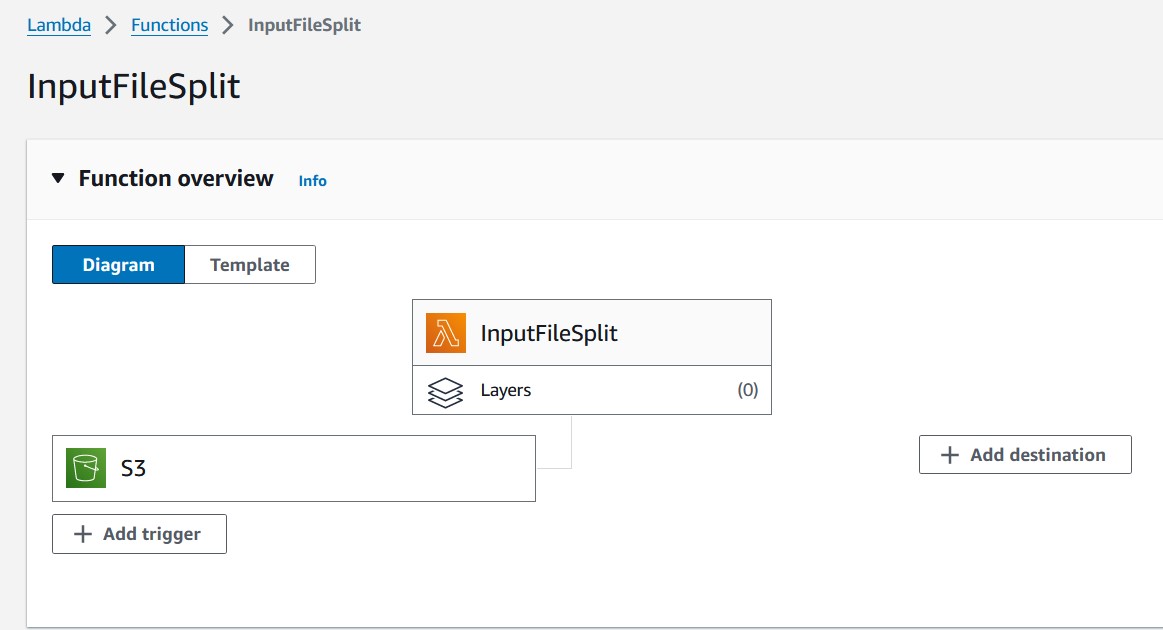 Lambda > Functions > InputFileSplit
InputFileSplit
Function overview Info
Diagram Template
InputFileSplit
Layers (0)
S3
+ Add destination
+ Add trigger